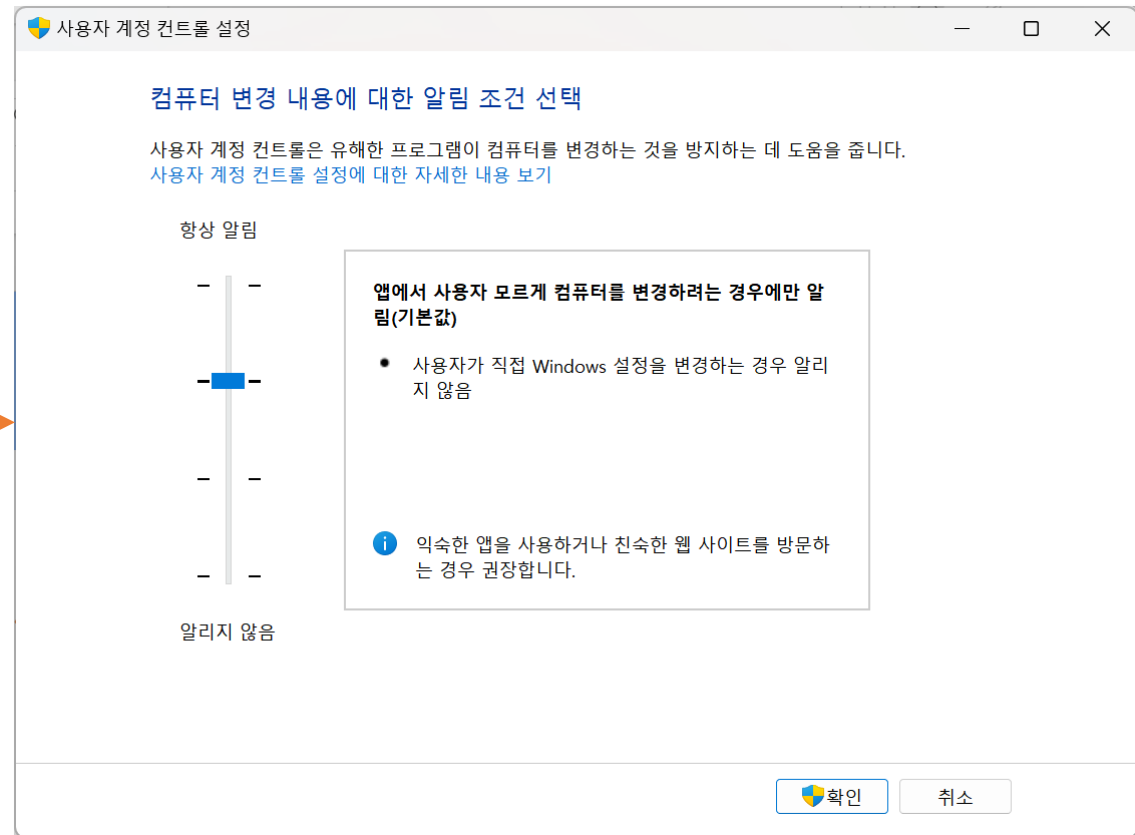 사용자 계정 컨트롤 설정
컴퓨터 변경 내용에 대한 알림 조건 선택
사용자 계정 컨트롤은 유해한 프로그램이 컴퓨터를 변경하는 것을 방지하는 데 도움을 줍니다.
사용자 계정 컨트롤 설정에 대한 자세한 내용 보기
항상 알림
앱에서 사용자 모르게 컴퓨터를 변경하려는 경우에만 알
림(기본값)
사용자가 직접 Windows 설정을 변경하는 경우 알리
지 않음
익숙한 앱을 사용하거나 친숙한 웹 사이트를 방문하
는 경우 권장합니다.
알리지 않음
확인
취소